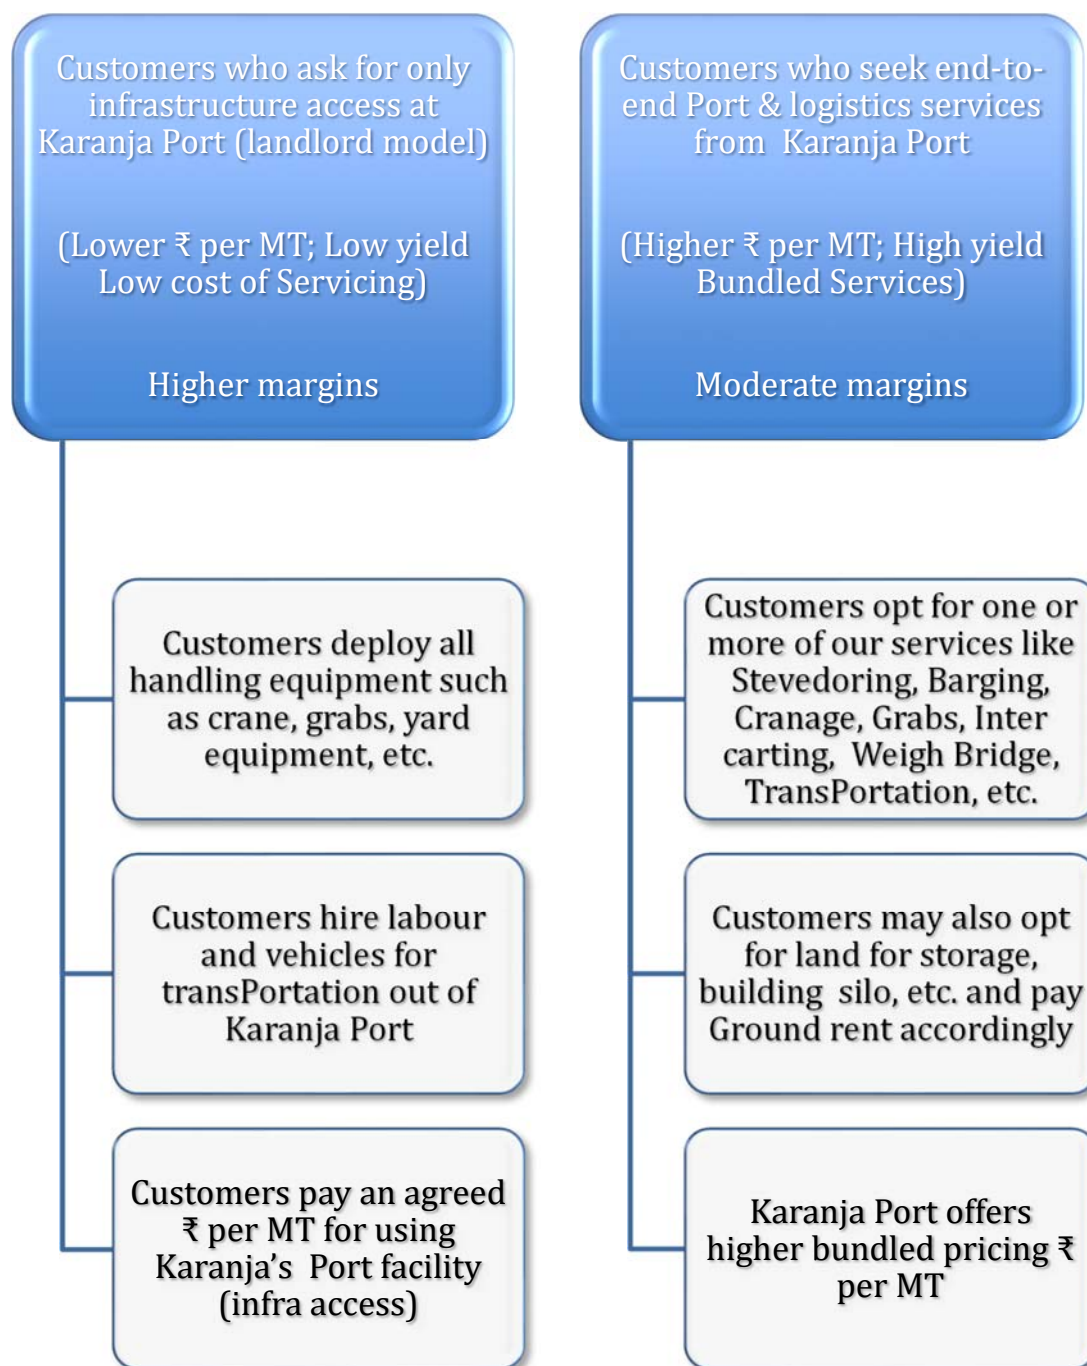 Customers who ask for only
infrastructure access at
Karanja Port (landlord model)
(Lower ₹ per MT; Low yield
Low cost of Servicing)
Higher margins
Customers deploy all
handling equipment such
as crane, grabs, yard
equipment, etc.
Customers hire labour
and vehicles for
transPortation out of
Karanja Port
Customers pay an agreed
₹ per MT for using
Karanja’s Port facility
(infra access)
Customers who seek end-to-
end Port & logistics services
from Karanja Port
(Higher ₹ per MT; High yield
Bundled Services)
Moderate margins
Customers opt for one or
more of our services like
Stevedoring, Barging,
Cranage, Grabs, Inter
carting, Weigh Bridge,
TransPortation, etc.
Customers may also opt
for land for storage,
building silo, etc. and pay
Ground rent accordingly
Karanja Port offers
higher bundled pricing ₹
per MT